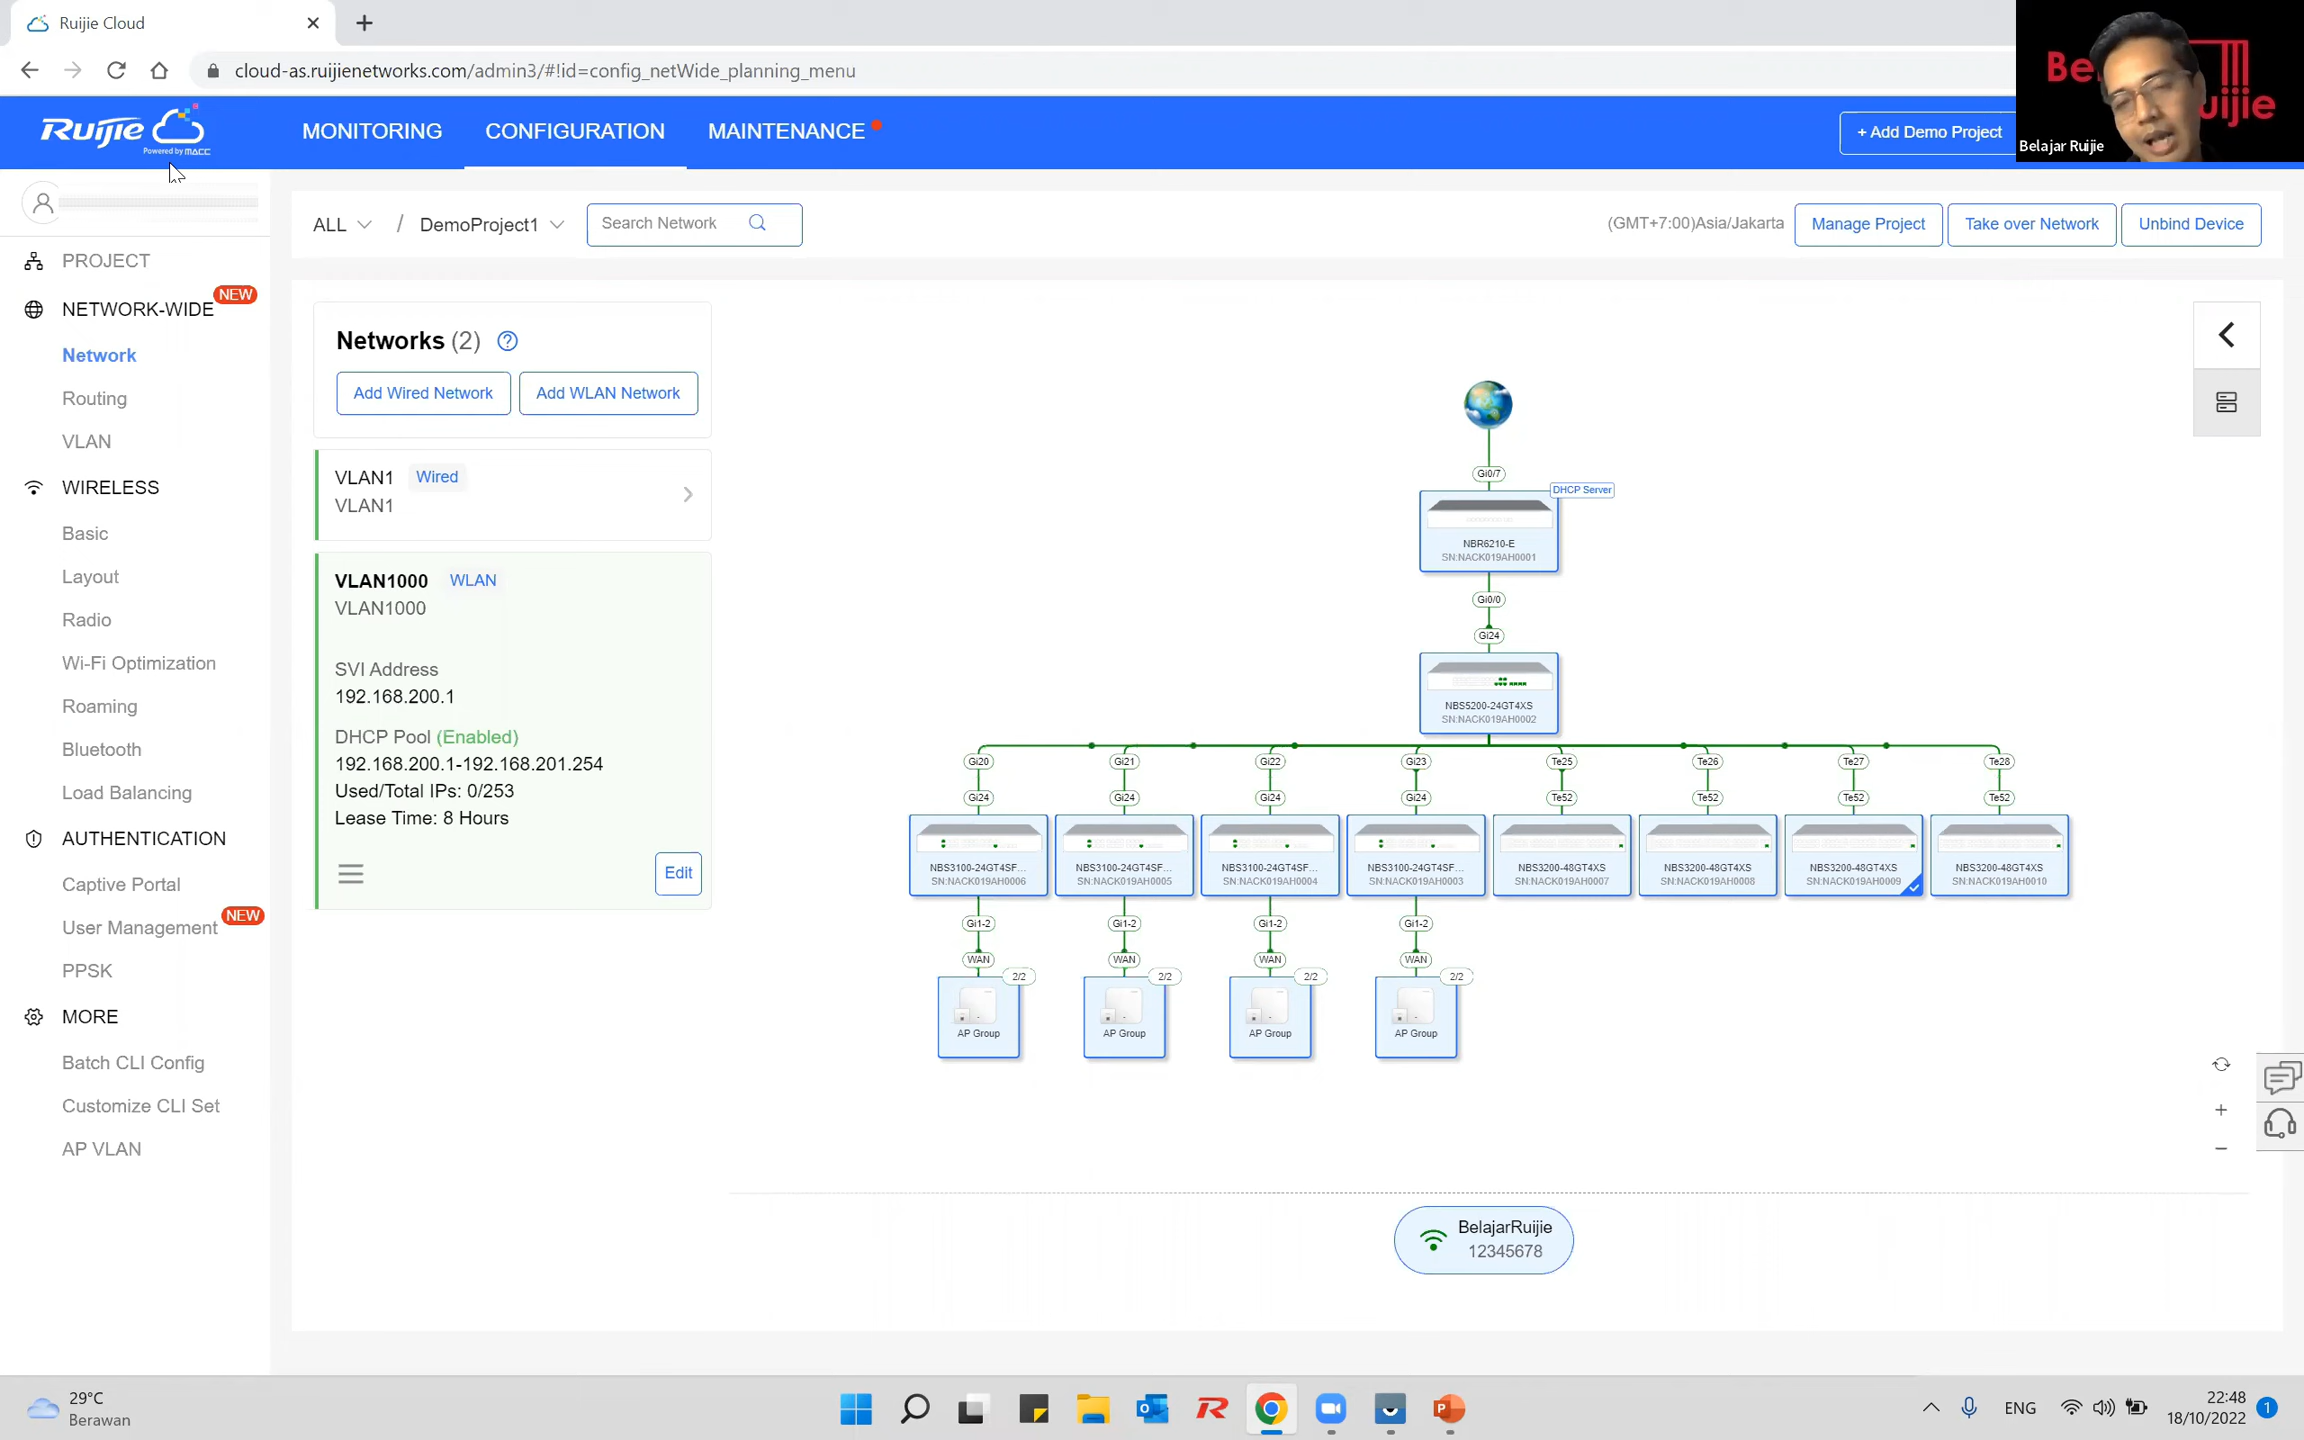 Ruijie Cloud
cloud-as.ruijienetworks.com/admin3/#!id=config_netWide_planning_menu
Ruijie
Powered by MACC
MONITORING
CONFIGURATION
MAINTENANCE
+ Add Demo Project
Belajar Ruijie
ALL
/
DemoProject1
Search Network
(GMT+7:00)Asia/Jakarta
Manage Project
Take over Network
Unbind Device
PROJECT
NETWORK-WIDE
NEW
Network
Routing
VLAN
WIRELESS
Basic
Layout
Radio
Wi-Fi Optimization
Roaming
Bluetooth
Load Balancing
AUTHENTICATION
Captive Portal
User Management
NEW
PPSK
MORE
Batch CLI Config
Customize CLI Set
AP VLAN
Networks (2)
Add Wired Network
Add WLAN Network
VLAN1 Wired
VLAN1
VLAN1000 WLAN
VLAN1000
SVI Address
192.168.200.1
DHCP Pool (Enabled)
192.168.200.1-192.168.201.254
Used/Total IPs: 0/253
Lease Time: 8 Hours
Edit
Gi0/7
DHCP Server
NBR6210-E
SN:NACK019AH0001
Gi0/0
Gi24
NBS5200-24GT4XS
SN:NACK019AH0002
Gi20 Gi21 Gi22 Gi23 Te25 Te26 Te27 Te28
Gi24 Gi24 Gi24 Gi24 Te52 Te52 Te52 Te52
NBS3100-24GT4SF... NBS3100-24GT4SF... NBS3100-24GT4SF... NBS3100-24GT4SF... NBS3200-48GT4XS NBS3200-48GT4XS NBS3200-48GT4XS NBS3200-48GT4XS
SN:NACK019AH0006 SN:NACK019AH0005 SN:NACK019AH0004 SN:NACK019AH0003 SN:NACK019AH0007 SN:NACK019AH0008 SN:NACK019AH0009 SN:NACK019AH0010
Gi1-2 Gi1-2 Gi1-2 Gi1-2
WAN WAN WAN WAN
2/2 2/2 2/2 2/2
AP Group AP Group AP Group AP Group
BelajarRuijie
12345678
29°C
Berawan
ENG
22:48
18/10/2022
1